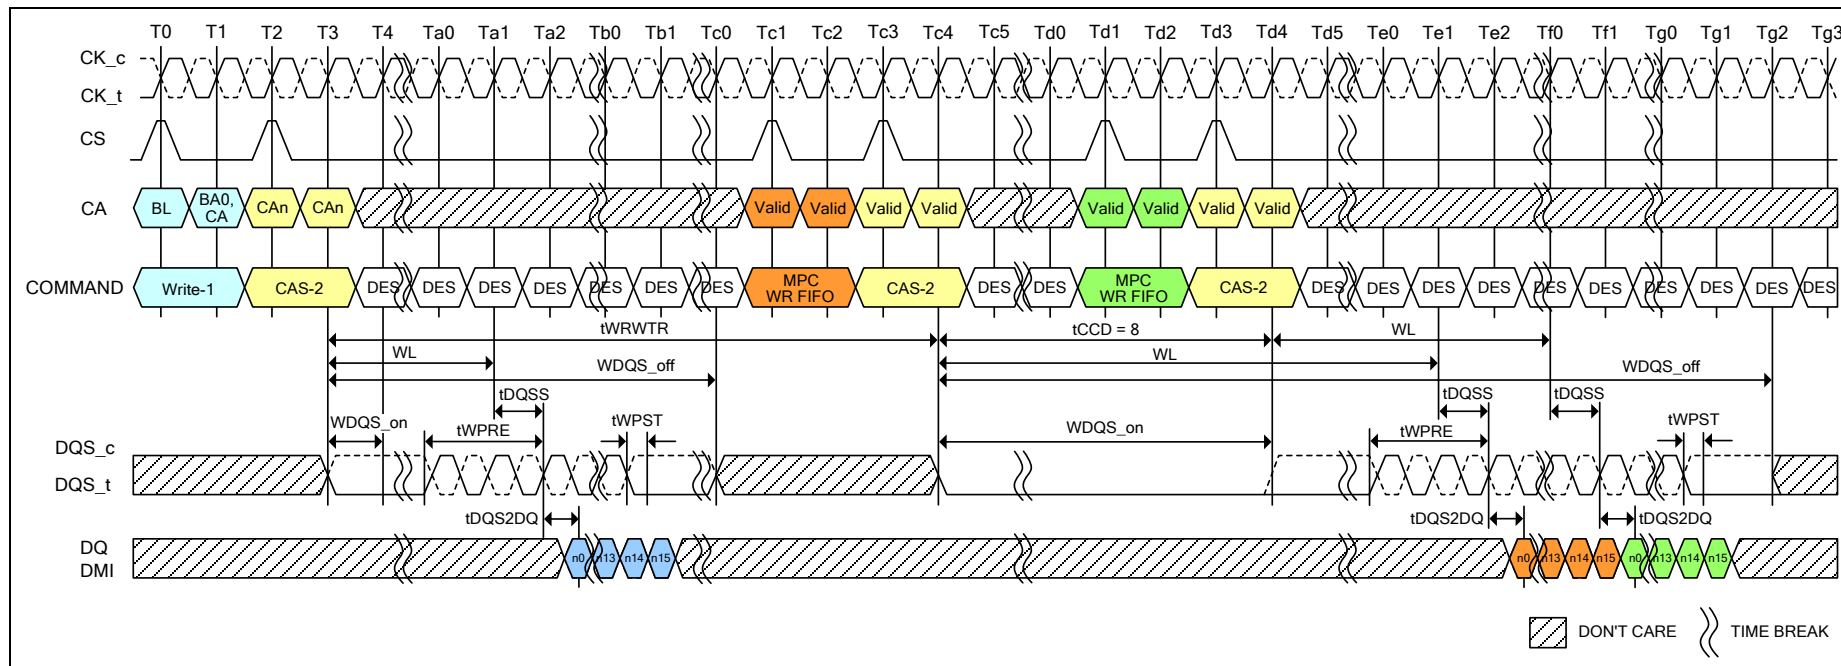 T0 T1 T2 T3 T4 Ta0 Ta1 Ta2 Tb0 Tb1 Tc0 Tc1 Tc2 Tc3 Tc4 Tc5 Td0 Td1 Td2 Td3 Td4 Td5 Te0 Te1 Te2 Tf0 Tf1 Tg0 Tg1 Tg2 Tg3
CK_c
CK_t
CS
CA BL BA0, CA CAn CAn Valid Valid Valid Valid Valid Valid Valid Valid
COMMAND Write-1 CAS-2 DES DES DES DES DES DES DES MPC WR FIFO CAS-2 DES DES MPC WR FIFO CAS-2 DES DES DES DES DES DES DES DES DES DES
tWRWTR tCCD = 8 WL
WL WL
WDQS_off WDQS_off
tDQSS tDQSS tDQSS
WDQS_on tWPRE tWPST WDQS_on tWPRE tWPST
DQS_c
DQS_t
tDQS2DQ tDQS2DQ tDQS2DQ
DQ
DMI
n0 n13 n14 n15 n0 n13 n14 n15 n0 n13 n14 n15
DON'T CARE TIME BREAK